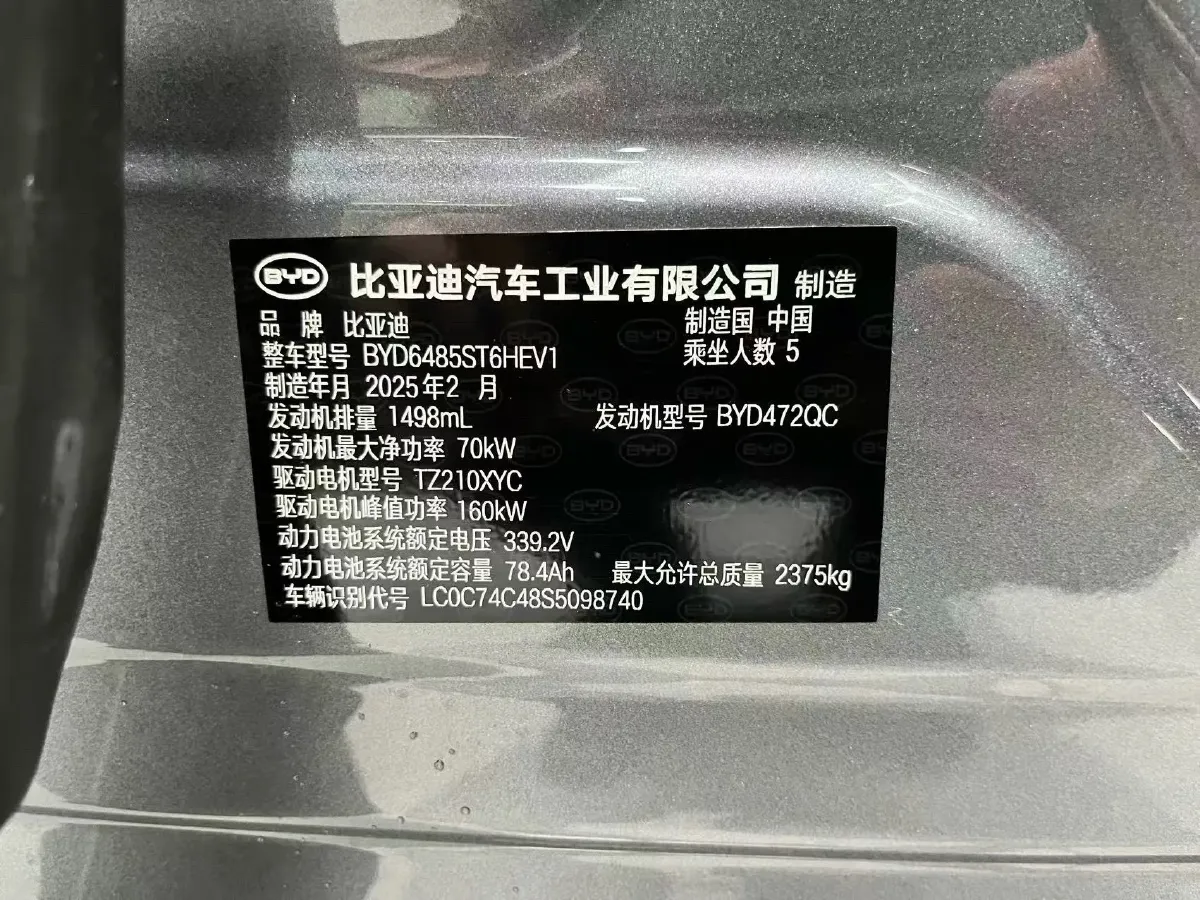 BYD 比亚迪汽车工业有限公司 制造
品 牌 比亚迪 制造国 中国
整车型号 BYD6485ST6HEV1 乘坐人数 5
制造年月 2025年2 月
发动机排量 1498mL 发动机型号 BYD472QC
发动机最大净功率 70kW
驱动电机型号 TZ210XYC
驱动电机峰值功率 160kW
动力电池系统额定电压 339.2V
动力电池系统额定容量 78.4Ah 最大允许总质量 2375kg
车辆识别代号 LC0C74C48S5098740